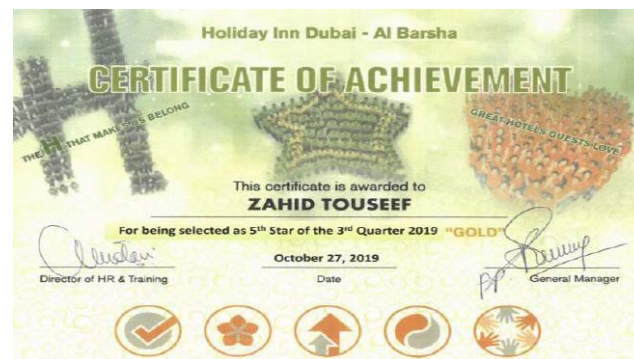 Holiday Inn Dubai - Al Barsha
CERTIFICATE OF ACHIEVEMENT
THE H THAT MAKES US BELONG
GREAT HOTELS GUESTS LOVE
This certificate is awarded to
ZAHID TOUSEEF
For being selected as 5th Star of the 3rd Quarter 2019 "GOLD"
October 27, 2019
Director of HR & Training
Date
pp.
General Manager